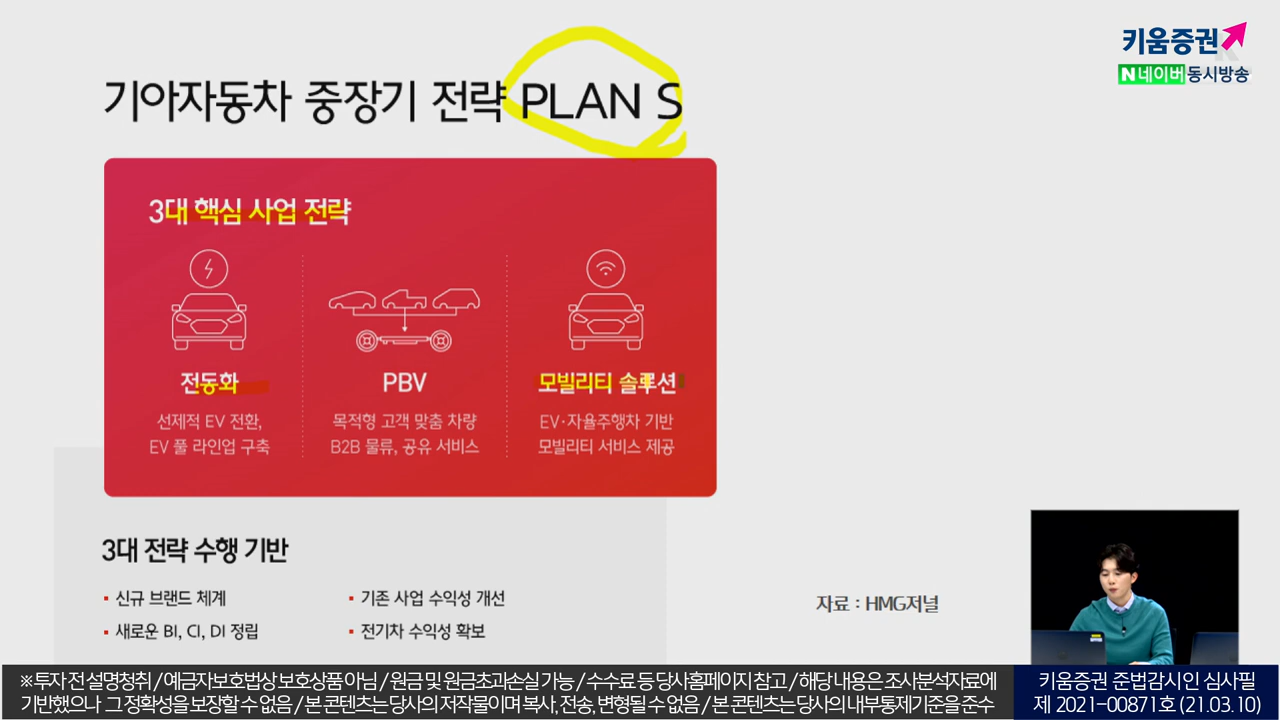 키움증권
N 네이버 동시방송
기아자동차 중장기 전략 PLAN S
3대 핵심 사업 전략
전동화
선제적 EV 전환,
EV 풀 라인업 구축
PBV
목적형 고객 맞춤 차량
B2B 물류, 공유 서비스
모빌리티 솔루션
EV·자율주행차 기반
모빌리티 서비스 제공
3대 전략 수행 기반
신규 브랜드 체계
새로운 BI, CI, DI 정립
기존 사업 수익성 개선
전기차 수익성 확보
자료 : HMG저널
※ 투자 전 설명청취 / 예금자보호법상 보호상품 아님 / 원금 및 원금초과손실 가능 / 수수료 등 당사홈페이지 참고 / 해당 내용은 조사분석자료에
기반했으나 그 정확성을 보장할 수 없음 / 본 콘텐츠는 당사의 저작물이며 복사, 전송, 변형될 수 없음 / 본 콘텐츠는 당사의 내부통제기준을 준수
키움증권 준법감시인 심사필
제 2021-00871호 (21.03.10)